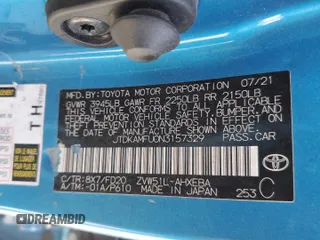 MFD.BY:TOYOTA MOTOR CORPORATION 07/21
GVWR 3945LB GAWR FR 2250LB RR 2150LB
THIS VEHICLE CONFORMS TO ALL APPLICABLE
FEDERAL MOTOR VEHICLE SAFETY, BUMPER,
AND THEFT PREVENTION STANDARDS IN EFFECT
ON THE DATE OF MANUFACTURE SHOWN ABOVE.
JTDKAMFU0N3157329 PASS.CAR
C/TR: 8X7/FD20 ZVW51L-AHXEBA
A/TM: -01A/P610 MADE IN JAPAN 253 C
TH